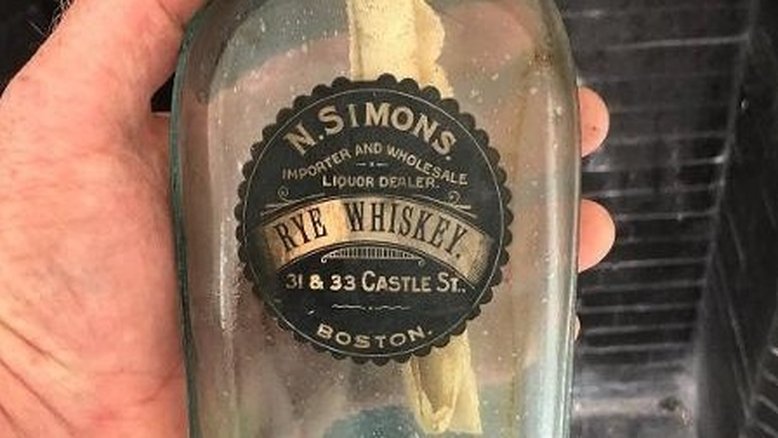 N. SIMONS.
IMPORTER AND WHOLESALE
LIQUOR DEALER.
RYE WHISKEY.
31 & 33 CASTLE ST.
BOSTON.